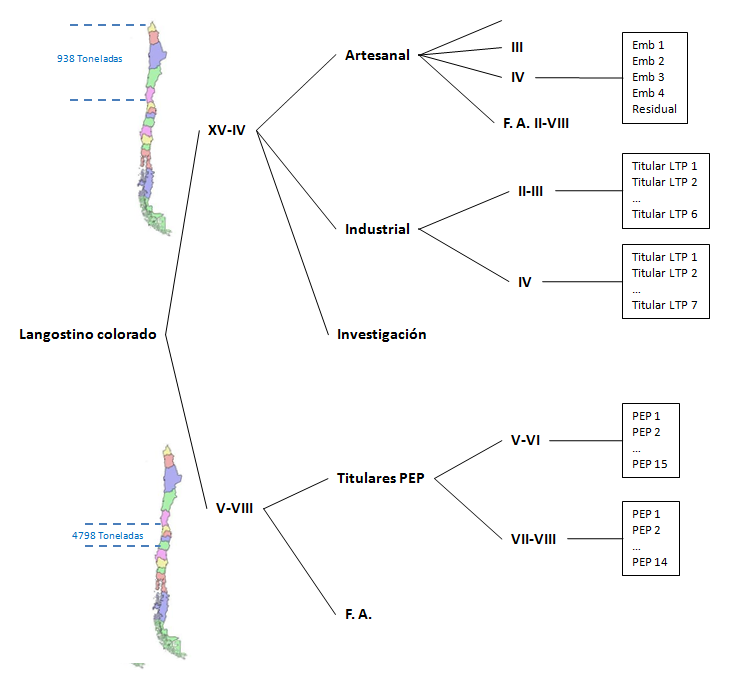 938 Toneladas
Artesanal
III
IV
F. A. II-VIII
Emb 1
Emb 2
Emb 3
Emb 4
Residual
XV-IV
Industrial
II-III
Titular LTP 1
Titular LTP 2
...
Titular LTP 6
IV
Titular LTP 1
Titular LTP 2
...
Titular LTP 7
Langostino colorado
Investigación
V-VIII
4798 Toneladas
Titulares PEP
V-VI
PEP 1
PEP 2
...
PEP 15
VII-VIII
PEP 1
PEP 2
...
PEP 14
F. A.